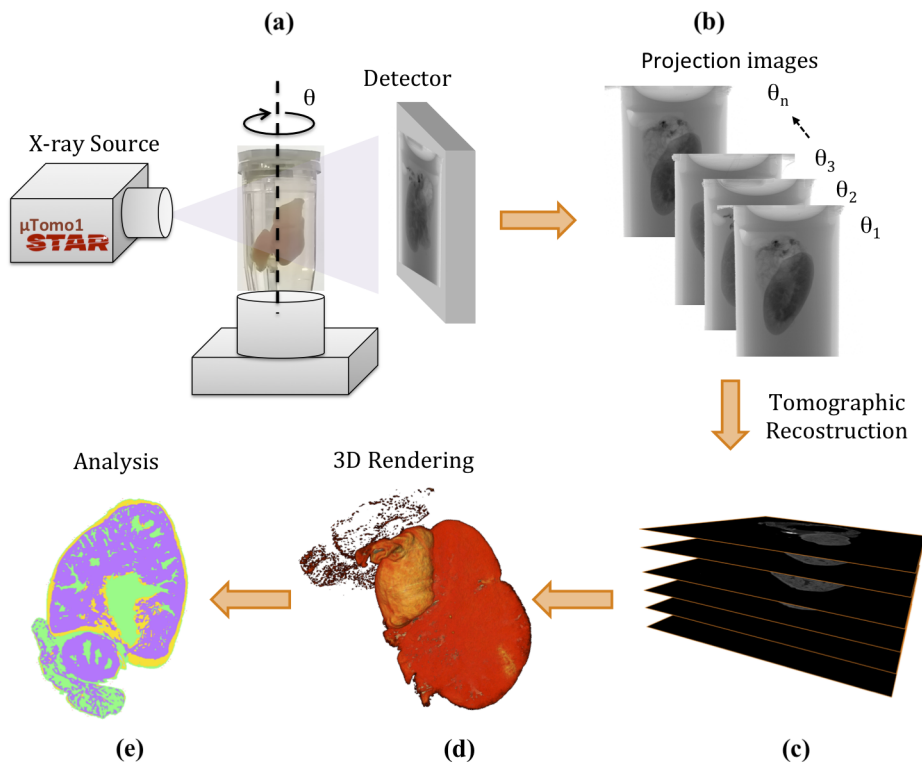 (a)
(b)
Projection images
Detector
θ
θn
X-ray Source
θ3
θ2
θ1
µTomo1
STAR
Tomographic
Recostruction
Analysis
3D Rendering
(e)
(d)
(c)